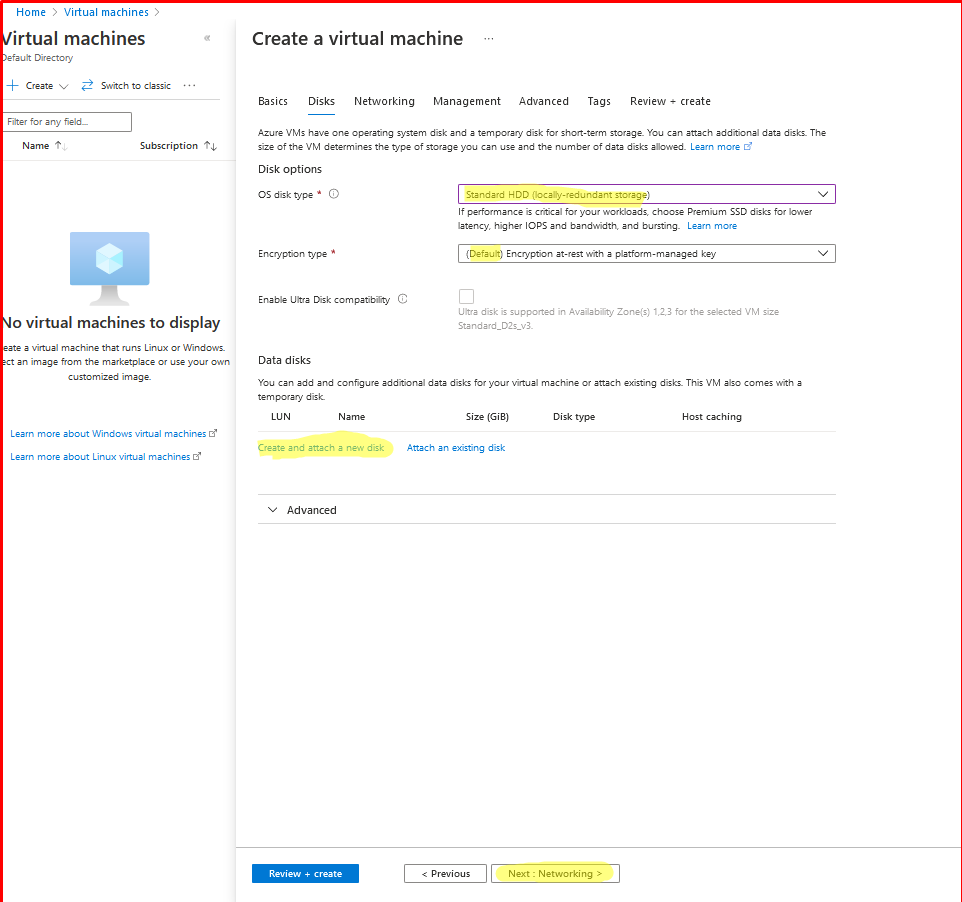 Home > Virtual machines >
Virtual machines «
Default Directory
+ Create Switch to classic ...
Filter for any field...
Name ↑↓ Subscription ↑↓
No virtual machines to display
eate a virtual machine that runs Linux or Windows.
ect an image from the marketplace or use your own
customized image.
Learn more about Windows virtual machines
Learn more about Linux virtual machines
Create a virtual machine ...
Basics Disks Networking Management Advanced Tags Review + create
Azure VMs have one operating system disk and a temporary disk for short-term storage. You can attach additional data disks. The
size of the VM determines the type of storage you can use and the number of data disks allowed. Learn more
Disk options
OS disk type * Standard HDD (locally-redundant storage)
If performance is critical for your workloads, choose Premium SSD disks for lower
latency, higher IOPS and bandwidth, and bursting. Learn more
Encryption type * (Default) Encryption at-rest with a platform-managed key
Enable Ultra Disk compatibility
Ultra disk is supported in Availability Zone(s) 1,2,3 for the selected VM size
Standard_D2s_v3.
Data disks
You can add and configure additional data disks for your virtual machine or attach existing disks. This VM also comes with a
temporary disk.
LUN Name Size (GiB) Disk type Host caching
Create and attach a new disk Attach an existing disk
Advanced
Review + create < Previous Next : Networking >